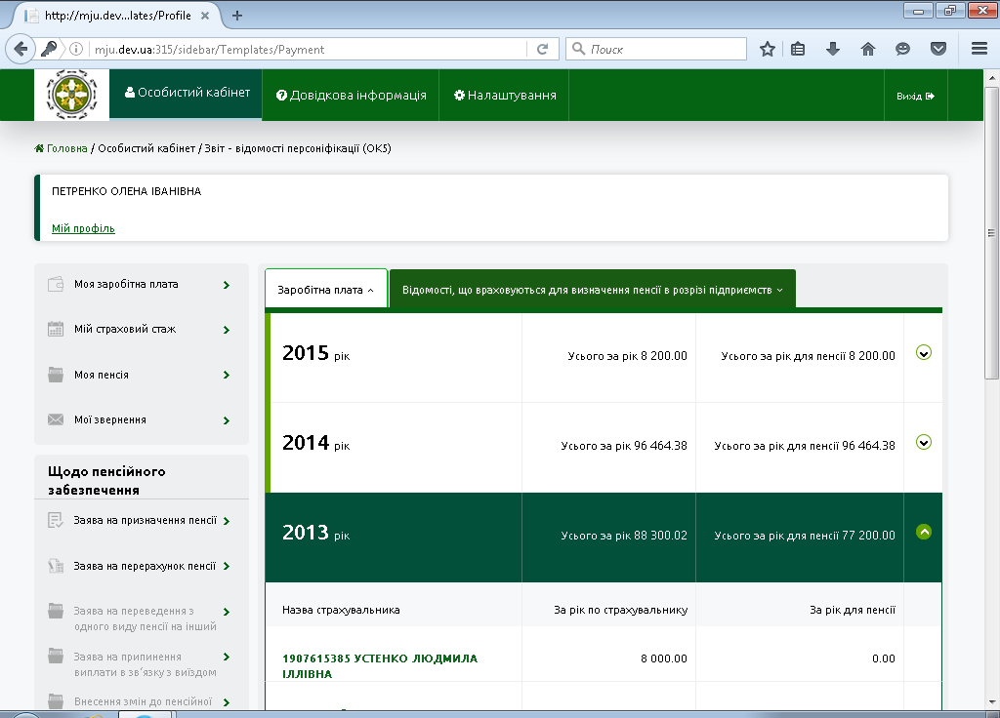 http://mju.dev...lates/Profile
mju.dev.ua:315/sidebar/Templates/Payment
Поиск
Особистий кабінет
Довідкова інформація
Налаштування
Вихід
Головна / Особистий кабінет / Звіт - відомості персоніфікації (ОК5)
ПЕТРЕНКО ОЛЕНА ІВАНІВНА
Мій профіль
Моя заробітна плата
Мій страховий стаж
Моя пенсія
Мої звернення
Щодо пенсійного
забезпечення
Заява на призначення пенсії
Заява на перерахунок пенсії
Заява на переведення з
одного виду пенсії на інший
Заява на припинення
виплати в зв'язку з виїздом
Внесення змін до пенсійної
Заробітна плата
Відомості, що враховуються для визначення пенсії в розрізі підприємств
2015 рік Усього за рік 8 200.00 Усього за рік для пенсії 8 200.00
2014 рік Усього за рік 96 464.38 Усього за рік для пенсії 96 464.38
2013 рік Усього за рік 88 300.02 Усього за рік для пенсії 77 200.00
Назва страхувальника За рік по страхувальнику За рік для пенсії
1907615385 УСТЕНКО ЛЮДМИЛА 8 000.00 0.00
ІЛЛІВНА